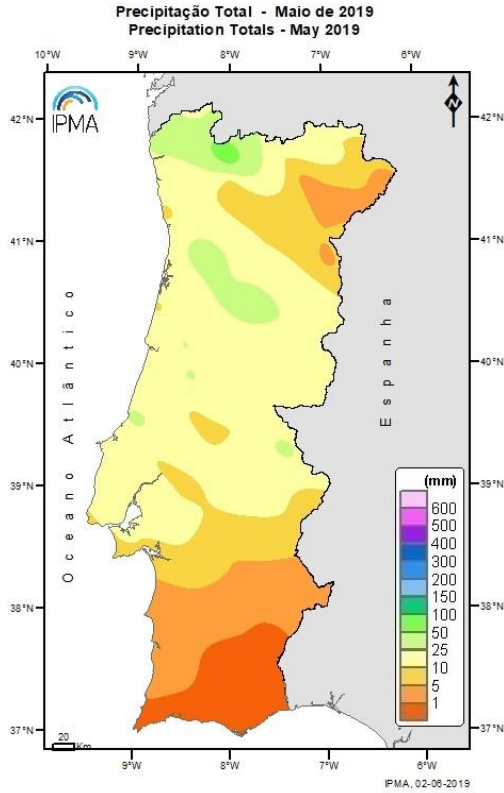 Precipitação Total - Maio de 2019
Precipitation Totals - May 2019
10°W 9°W 8°W 7°W 6°W
IPMA
N
42°N 42°N
41°N 41°N
40°N 40°N
39°N 39°N
38°N 38°N
37°N 37°N
Oceano Atlântico
Espanha
(mm)
600
500
400
300
200
150
100
50
25
10
5
1
20
Km
9°W 8°W 7°W 6°W
IPMA, 02-06-2019